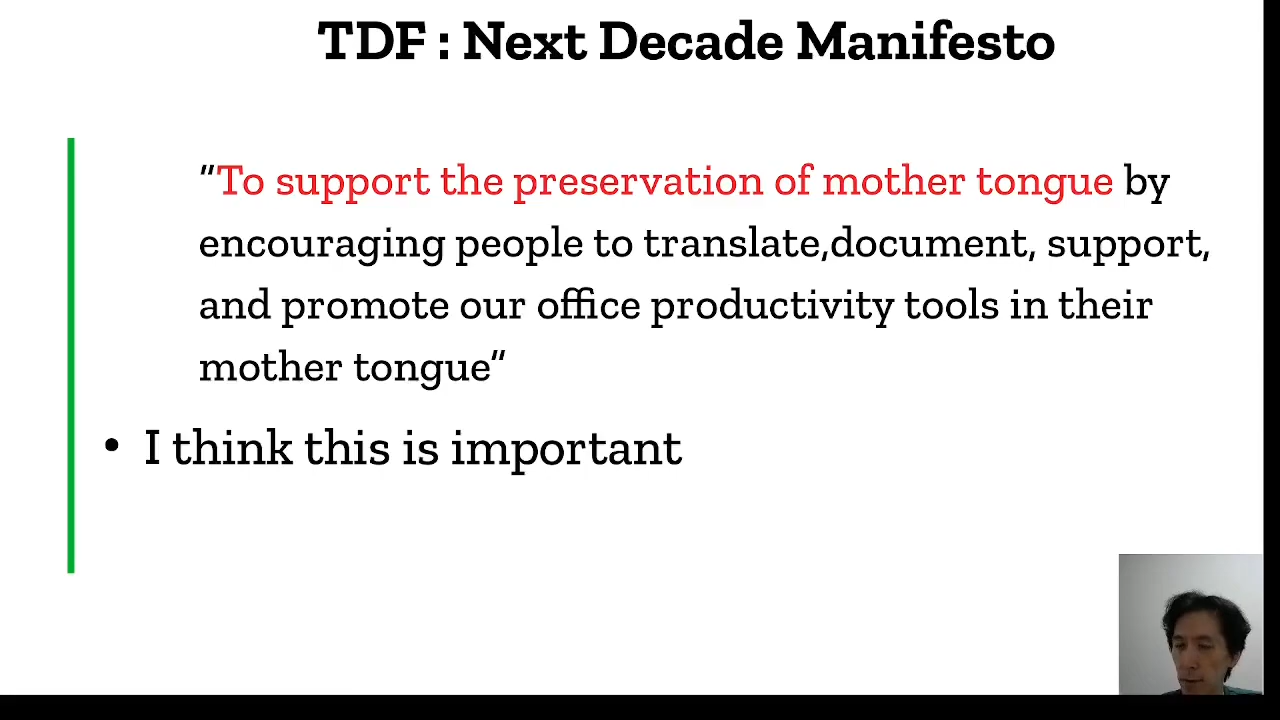 TDF : Next Decade Manifesto
"To support the preservation of mother tongue by
encouraging people to translate,document, support,
and promote our office productivity tools in their
mother tongue"
• I think this is important